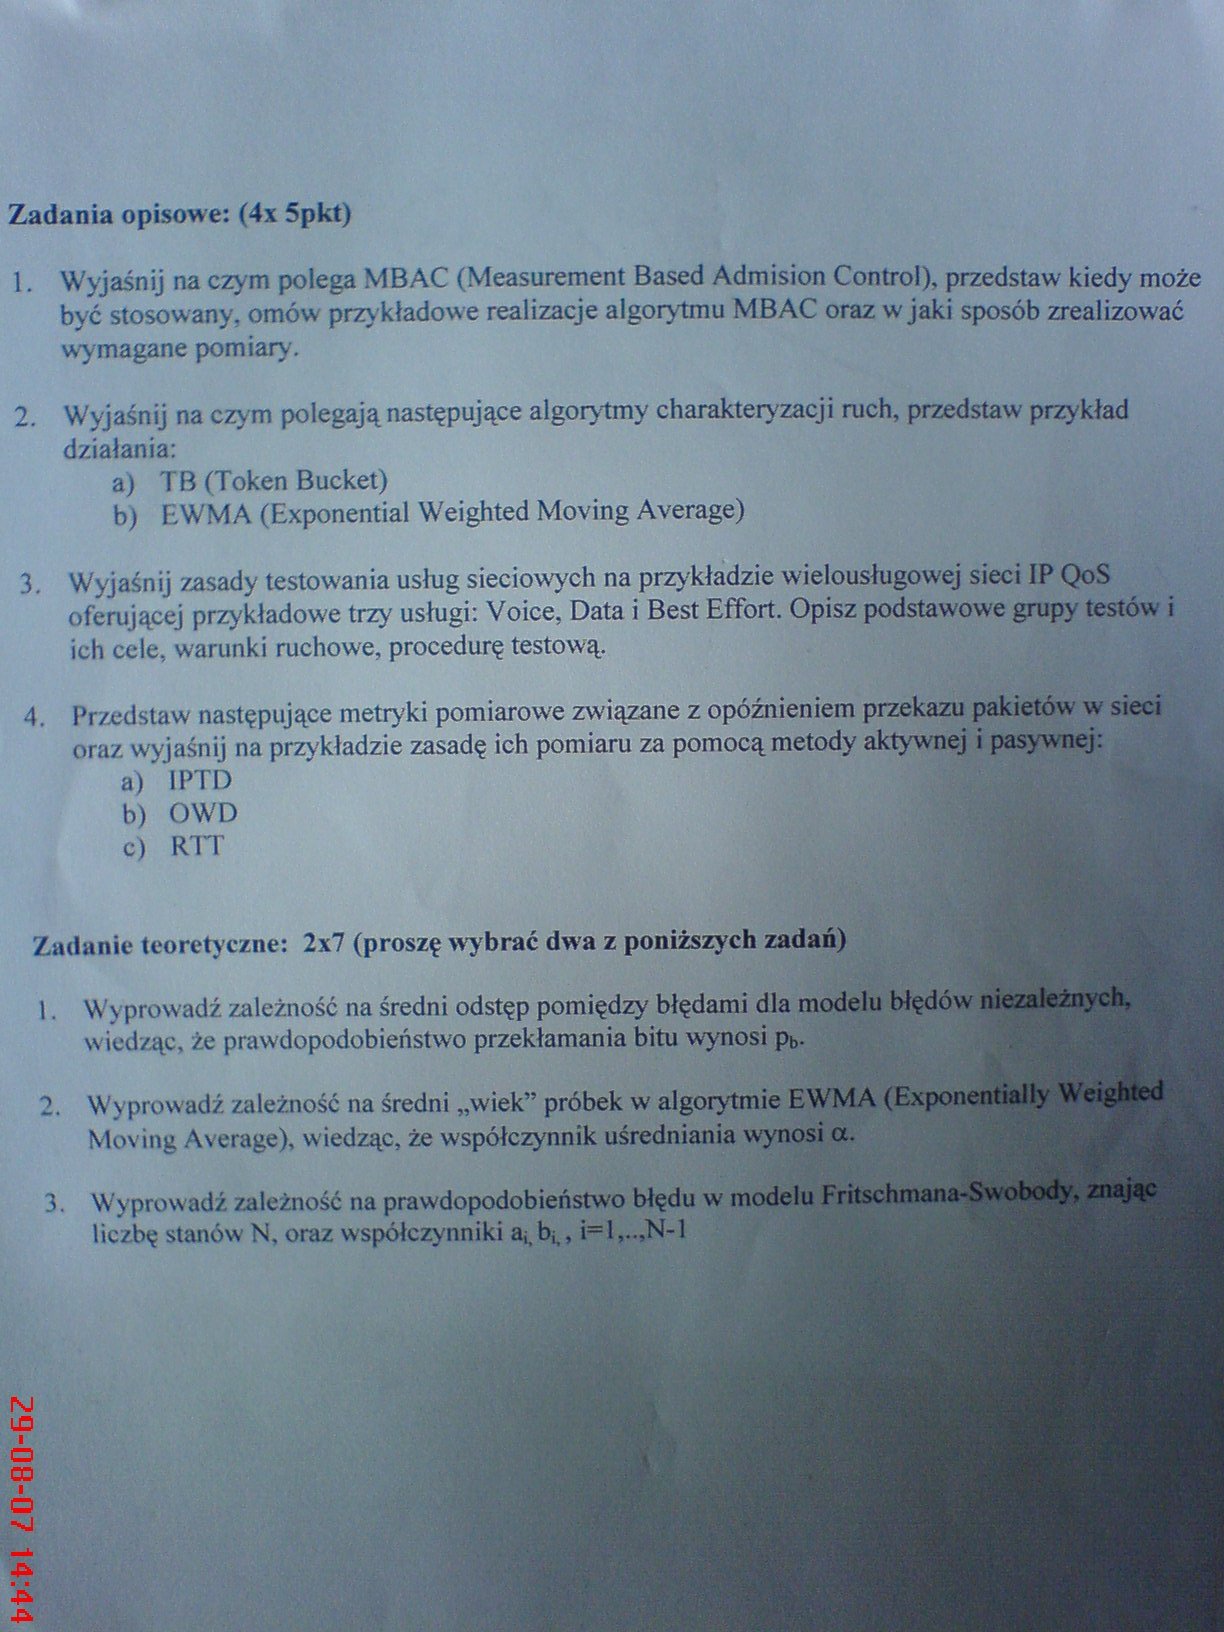 Zadania opisowe: (4x 5pkt)
1. Wyjaśnij na czym polega MBAC (Measurement Based Admision Control), przedstaw kiedy może
być stosowany, omów przykładowe realizacje algorytmu MBAC oraz w jaki sposób zrealizować
wymagane pomiary.
2. Wyjaśnij na czym polegają następujące algorytmy charakteryzacji ruch, przedstaw przykład
działania:
a) TB (Token Bucket)
b) EWMA (Exponential Weighted Moving Average)
3. Wyjaśnij zasady testowania usług sieciowych na przykładzie wielousługowej sieci IP QoS
oferującej przykładowe trzy usługi: Voice, Data i Best Effort. Opisz podstawowe grupy testów i
ich cele, warunki ruchowe, procedurę testową.
4. Przedstaw następujące metryki pomiarowe związane z opóźnieniem przekazu pakietów w sieci
oraz wyjaśnij na przykładzie zasadę ich pomiaru za pomocą metody aktywnej i pasywnej:
a) IPTD
b) OWD
c) RTT
Zadanie teoretyczne: 2x7 (proszę wybrać dwa z poniższych zadań)
1. Wyprowadź zależność na średni odstęp pomiędzy błędami dla modelu błędów niezależnych,
wiedząc, że prawdopodobieństwo przekłamania bitu wynosi pb.
2. Wyprowadź zależność na średni „wiek” próbek w algorytmie EWMA (Exponentially Weighted
Moving Average), wiedząc, że współczynnik uśredniania wynosi α.
3. Wyprowadź zależność na prawdopodobieństwo błędu w modelu Fritschmana-Swobody, znając
liczbę stanów N, oraz współczynniki ai, bi, , i=1,..,N-1
29-08-07 14:44